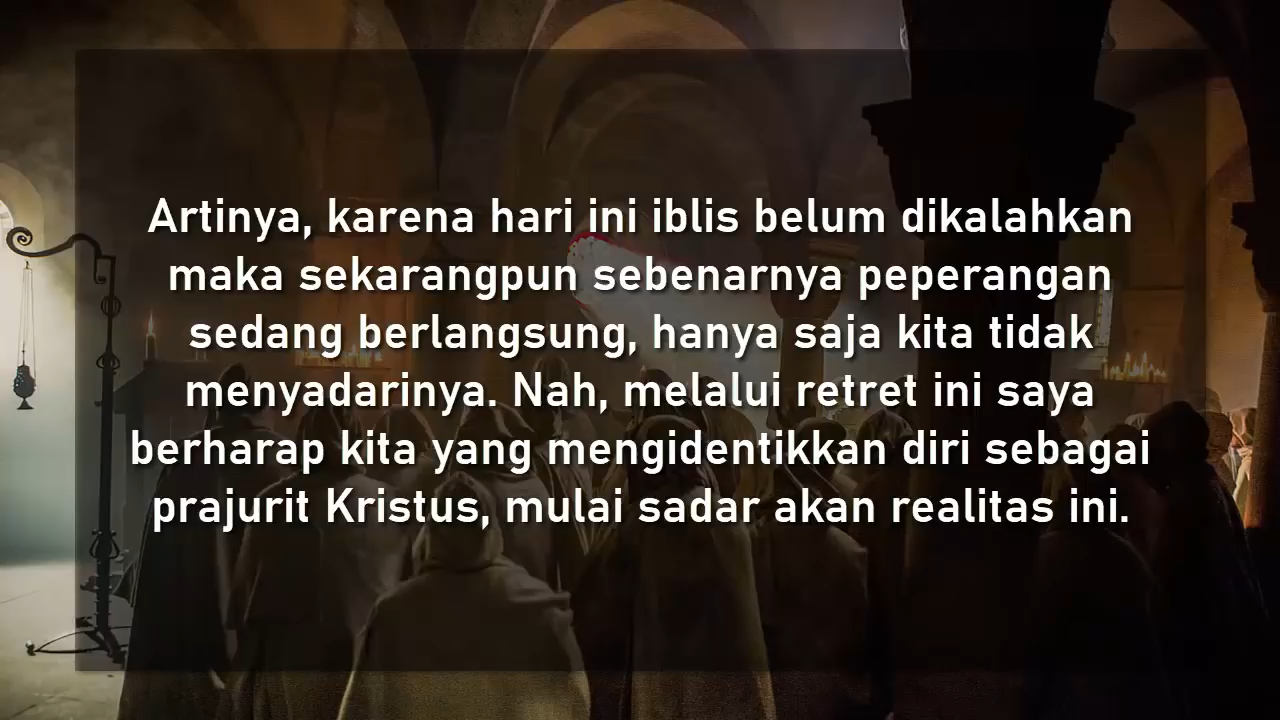 Artinya, karena hari ini iblis belum dikalahkan
maka sekarangpun sebenarnya peperangan
sedang berlangsung, hanya saja kita tidak
menyadarinya. Nah, melalui retret ini saya
berharap kita yang mengidentikkan diri sebagai
prajurit Kristus, mulai sadar akan realitas ini.